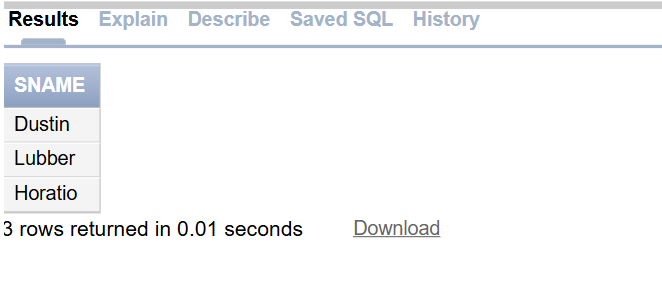 Results Explain Describe Saved SQL History
SNAME
Dustin
Lubber
Horatio
3 rows returned in 0.01 seconds Download